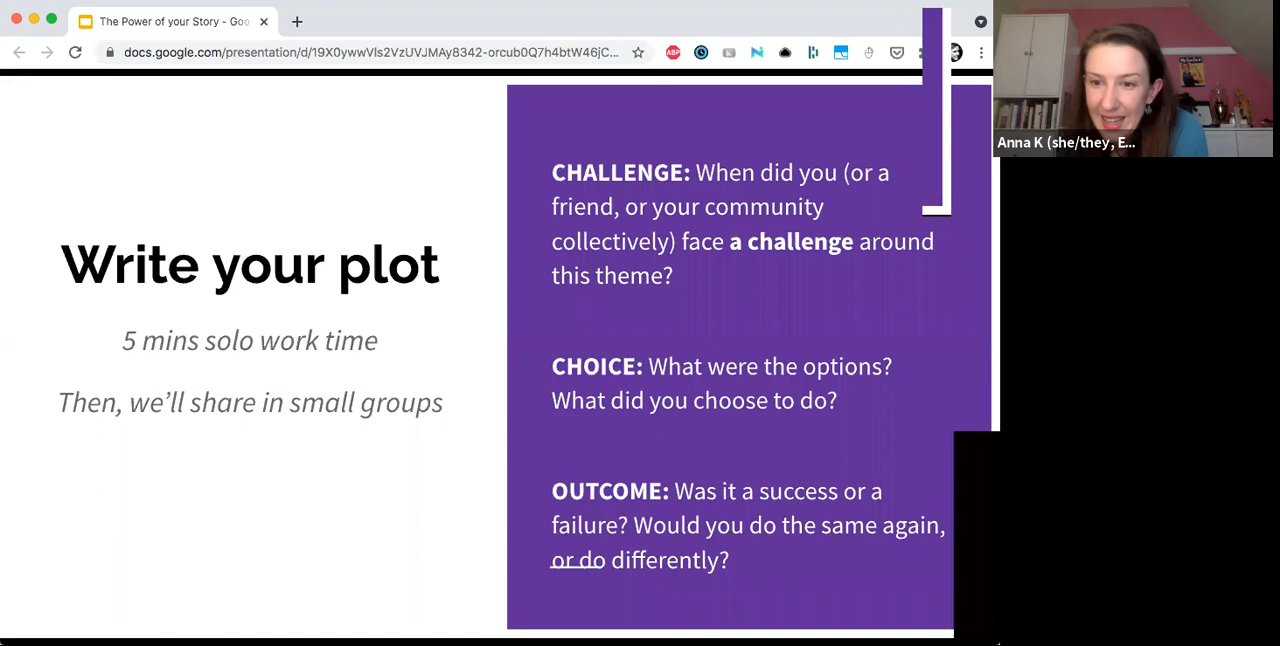 The Power of your Story - Goo
docs.google.com/presentation/d/19X0ywwVIs2VzUVJMAy8342-orcub0Q7h4btW46jC...
ABP
Anna K (she/they, E...
Write your plot
5 mins solo work time
Then, we'll share in small groups
CHALLENGE: When did you (or a
friend, or your community
collectively) face a challenge around
this theme?
CHOICE: What were the options?
What did you choose to do?
OUTCOME: Was it a success or a
failure? Would you do the same again,
or do differently?